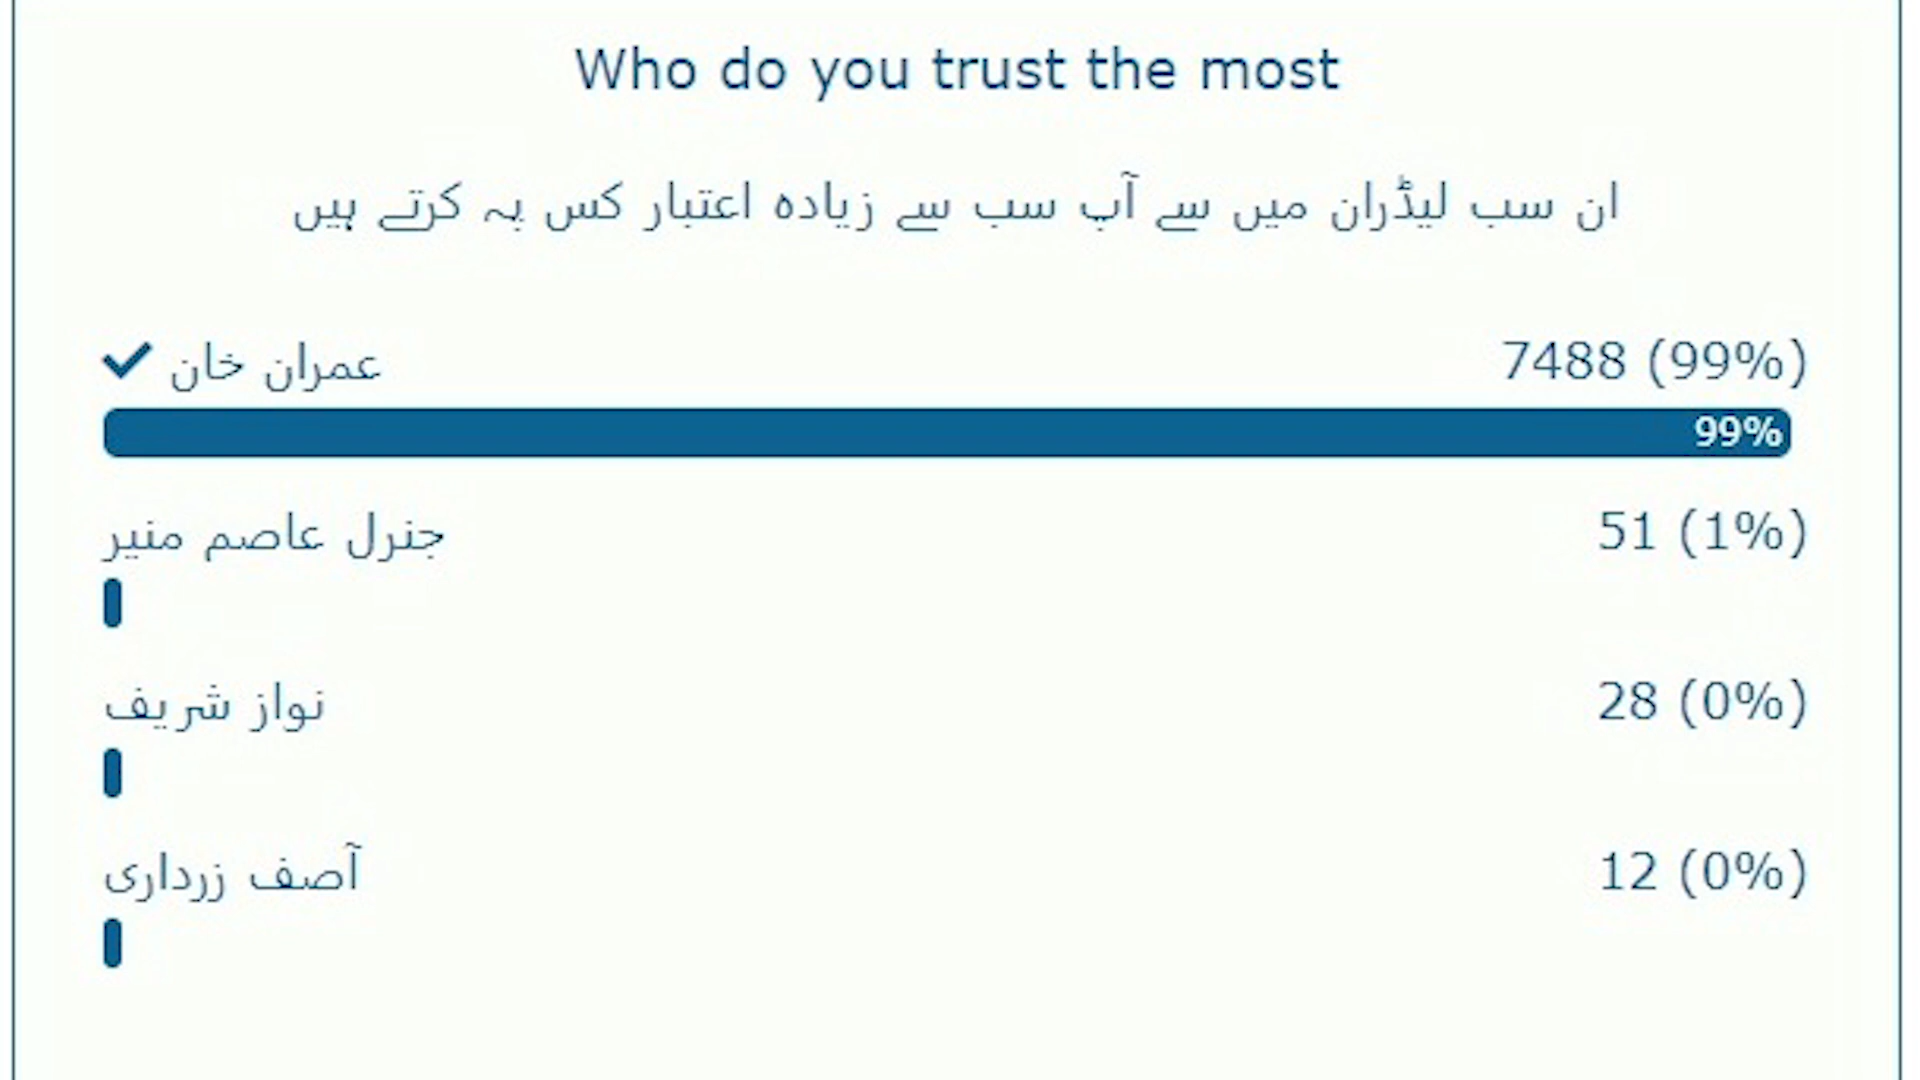 Who do you trust the most
ان سب لیڈران میں سے آپ سب سے زیادہ اعتبار کس پہ کرتے ہیں
عمران خان 7488 (99%)
99%
جنرل عاصم منیر 51 (1%)
نواز شریف 28 (0%)
آصف زرداری 12 (0%)